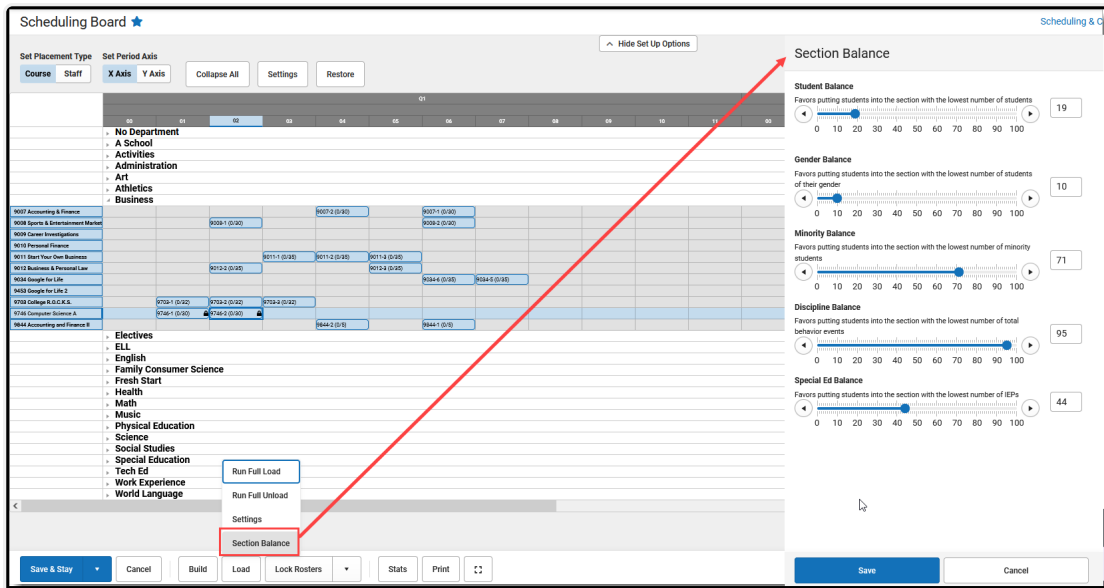 Scheduling Board
Scheduling & C
Hide Set Up Options
Set Placement Type
Set Period Axis
Course
Staff
X Axis
Y Axis
Collapse All
Settings
Restore
Q1
00
01
02
03
04
05
06
07
08
09
10
11
00
No Department
A School
Activities
Administration
Art
Athletics
Business
9007 Accounting & Finance
9007-2 (0/30)
9007-1 (0/30)
9008 Sports & Entertainment Market
9008-1 (0/30)
9008-2 (0/30)
9009 Career Investigations
9010 Personal Finance
9011 Start Your Own Business
9011-1 (0/35)
9011-2 (0/35)
9011-3 (0/35)
9012 Business & Personal Law
9012-2 (0/35)
9012-3 (0/35)
9034 Google for Life
9034-6 (0/35)
9034-5 (0/35)
9453 Google for Life 2
9703 College R.O.C.K.S.
9703-1 (0/32)
9703-2 (0/32)
9703-3 (0/32)
9746 Computer Science A
9746-1 (0/30)
9746-2 (0/30)
9844 Accounting and Finance II
9844-2 (0/5)
9844-1 (0/5)
Electives
ELL
English
Family Consumer Science
Fresh Start
Health
Math
Music
Physical Education
Science
Social Studies
Special Education
Tech Ed
Work Experience
World Language
Run Full Load
Run Full Unload
Settings
Section Balance
Save & Stay
Cancel
Build
Load
Lock Rosters
Stats
Print
Section Balance
Student Balance
Favors putting students into the section with the lowest number of students
19
0 10 20 30 40 50 60 70 80 90 100
Gender Balance
Favors putting students into the section with the lowest number of students
of their gender
10
0 10 20 30 40 50 60 70 80 90 100
Minority Balance
Favors putting students into the section with the lowest number of minority
students
71
0 10 20 30 40 50 60 70 80 90 100
Discipline Balance
Favors putting students into the section with the lowest number of total
behavior events
95
0 10 20 30 40 50 60 70 80 90 100
Special Ed Balance
Favors putting students into the section with the lowest number of IEPs
44
0 10 20 30 40 50 60 70 80 90 100
Save
Cancel